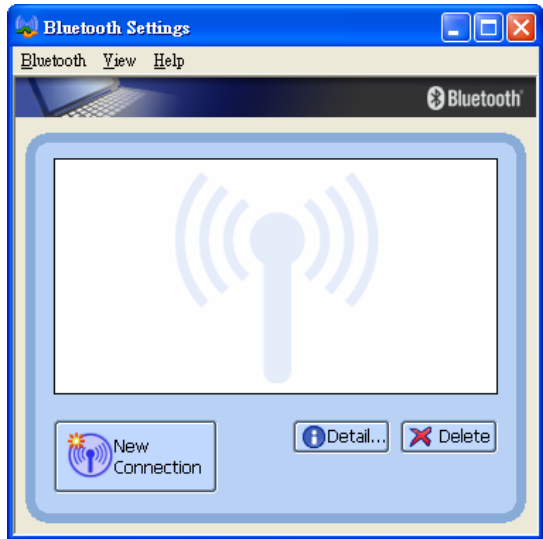 Bluetooth Settings
Bluetooth View Help
Bluetooth®
New
Connection
Detail...
Delete